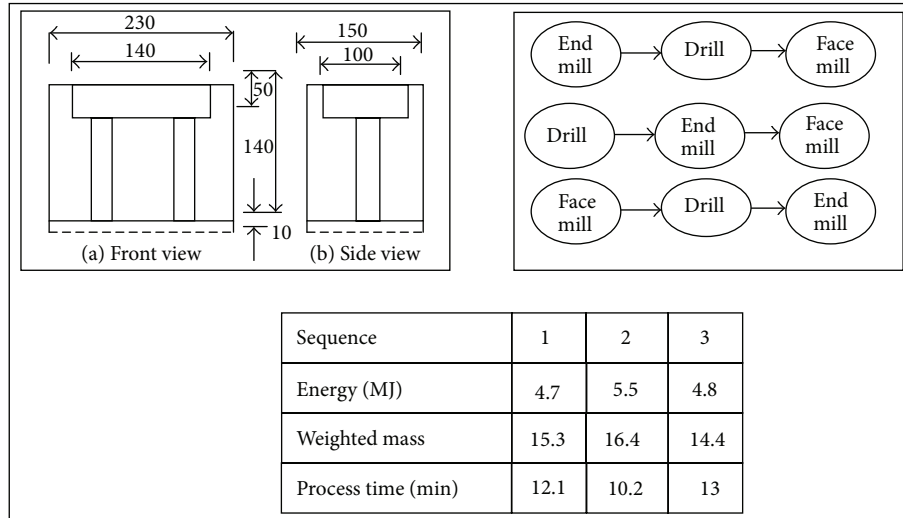 230
140
50
140
10
(a) Front view
150
100
(b) Side view
End
mill
Drill
Face
mill
Drill
End
mill
Face
mill
Face
mill
Drill
End
mill
Sequence 1 2 3
Energy (MJ) 4.7 5.5 4.8
Weighted mass 15.3 16.4 14.4
Process time (min) 12.1 10.2 13